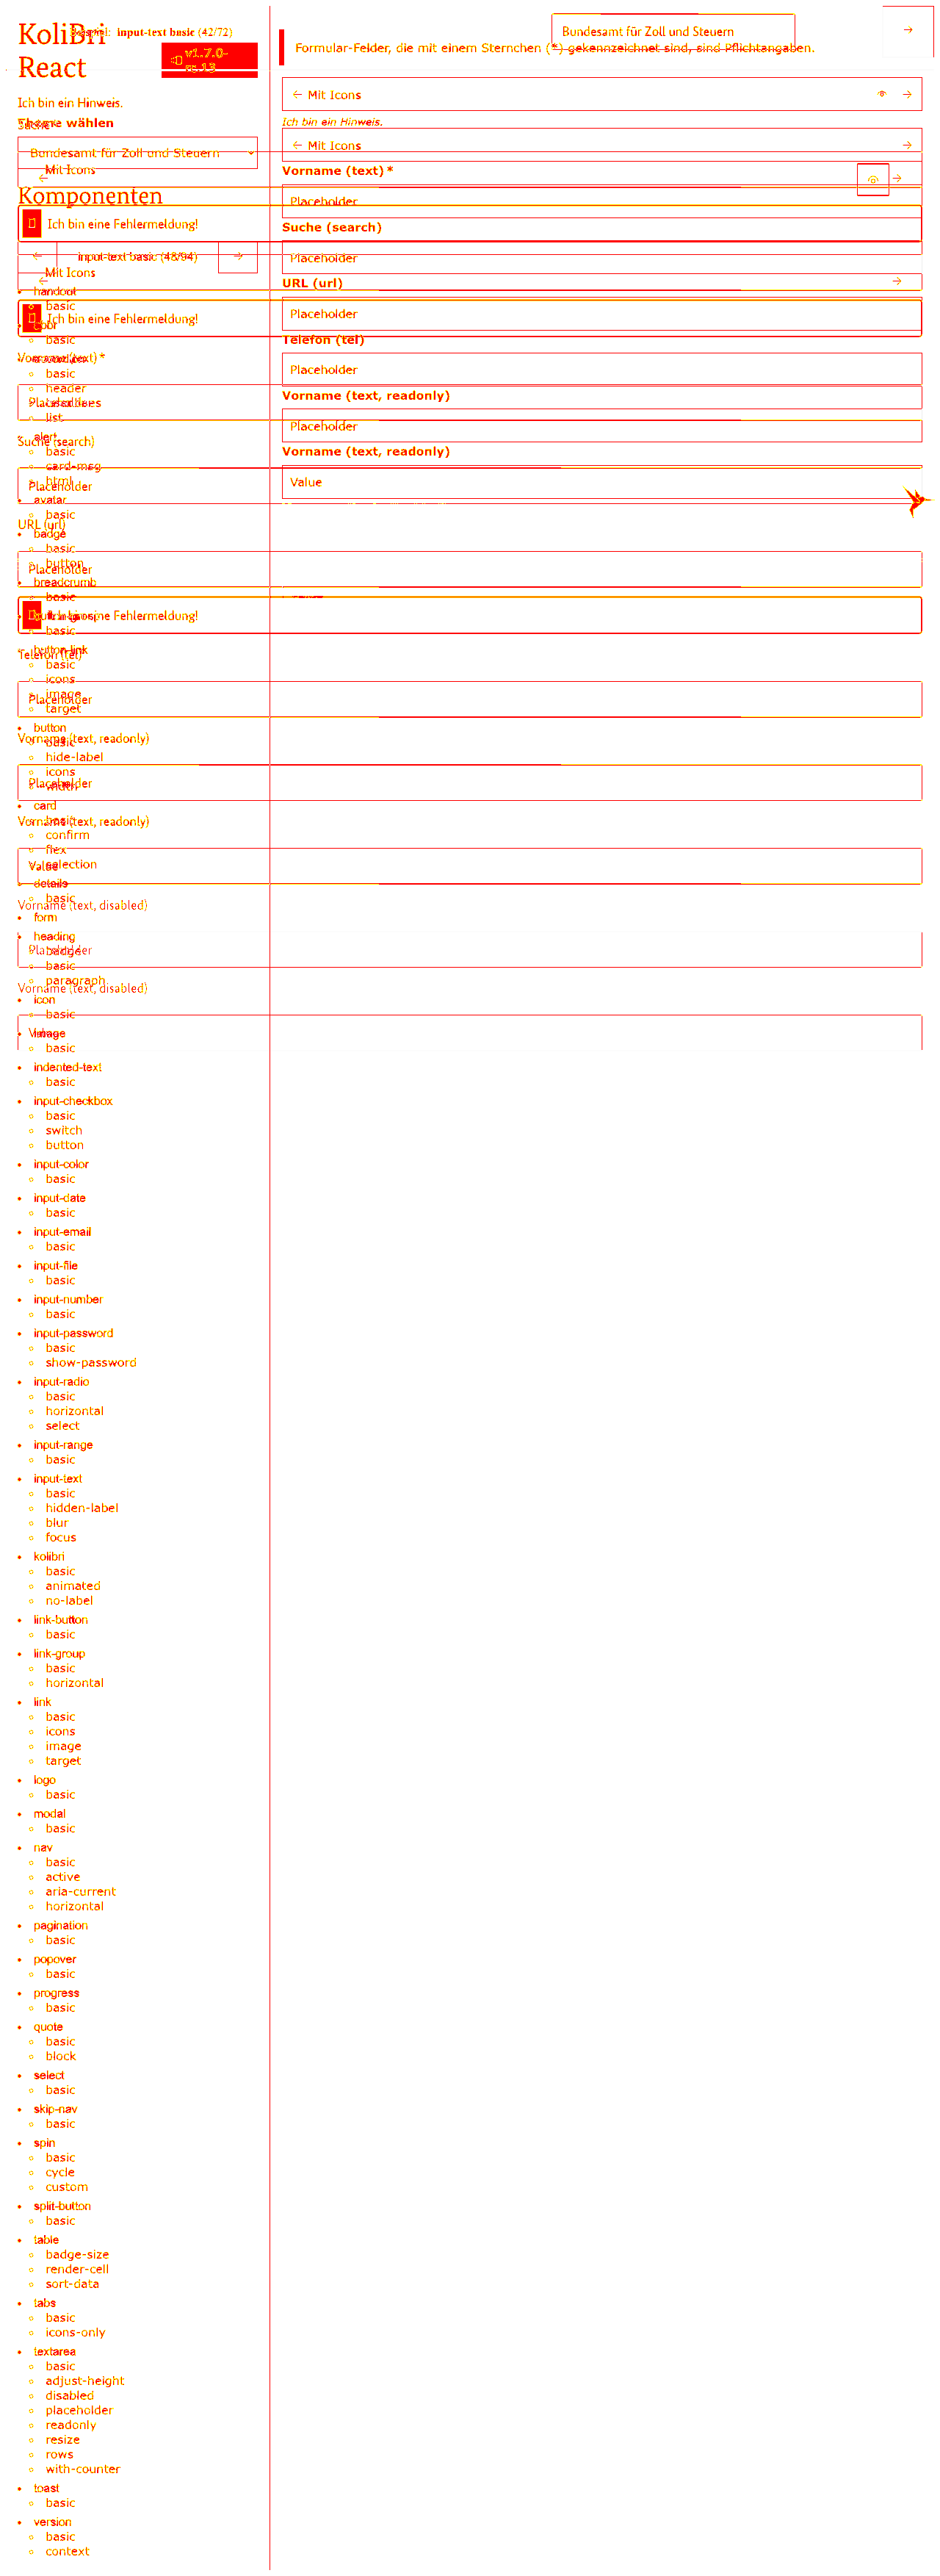 KoliBri
React
Beispiel: input-text basic (42/72)
v1.7.0-
rc.13
Bundesamt für Zoll und Steuern
→
Formular-Felder, die mit einem Sternchen (*) gekennzeichnet sind, sind Pflichtangaben.
← Mit Icons →
Ich bin ein Hinweis.
Ich bin ein Hinweis.
Theme wählen
Suche
← Mit Icons →
Bundesamt für Zoll und Steuern
← Mit Icons →
Vorname (text) *
Komponenten
Placeholder
Ich bin eine Fehlermeldung!
Suche (search)
← input-text basic (48/94) →
Placeholder
← Mit Icons →
URL (url)
handout
basic
Placeholder
Ich bin eine Fehlermeldung!
basic
Telefon (tel)
Vorname (text) *
Placeholder
basic
header
Vorname (text, readonly)
Placeholder
list
Placeholder
alert
Suche (search)
basic
Vorname (text, readonly)
card-msg
html
Placeholder
Value
avatar
basic
URL (url)
badge
basic
button
Placeholder
breadcrumb
basic
Ich bin eine Fehlermeldung!
basic
button-link
Telefon (tel)
basic
icons
image
Placeholder
target
button
Vorname (text, readonly)
basic
hide-label
icons
width
Placeholder
card
Vorname (text, readonly)
basic
confirm
flex
selection
Value
details
basic
Vorname (text, disabled)
form
heading
Placeholder
basic
paragraph
Vorname (text, disabled)
icon
basic
image
Value
basic
indented-text
basic
input-checkbox
basic
switch
button
input-color
basic
input-date
basic
input-email
basic
input-file
basic
input-number
basic
input-password
basic
show-password
input-radio
basic
horizontal
select
input-range
basic
input-text
basic
hidden-label
blur
focus
kolibri
basic
animated
no-label
link-button
basic
link-group
basic
horizontal
link
basic
icons
image
target
logo
basic
modal
basic
nav
basic
active
aria-current
horizontal
pagination
basic
popover
basic
progress
basic
quote
basic
block
select
basic
skip-nav
basic
spin
basic
cycle
custom
split-button
basic
table
badge-size
render-cell
sort-data
tabs
basic
icons-only
textarea
basic
adjust-height
disabled
placeholder
readonly
resize
rows
with-counter
toast
basic
version
basic
context